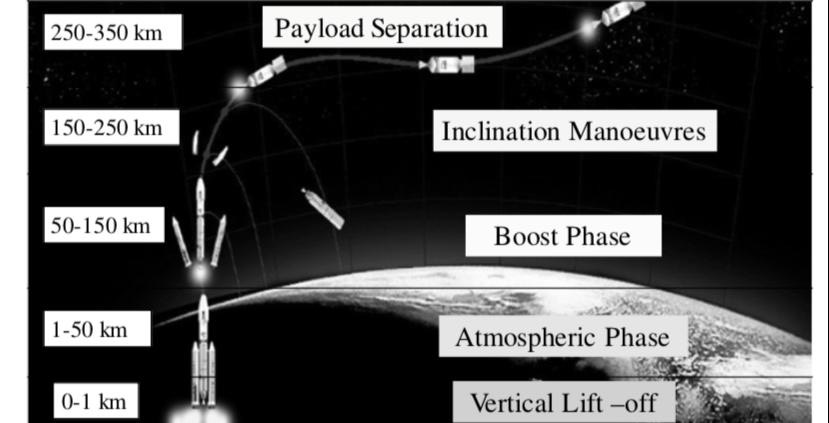 250-350 km Payload Separation
150-250 km Inclination Manoeuvres
50-150 km Boost Phase
1-50 km Atmospheric Phase
0-1 km Vertical Lift –off